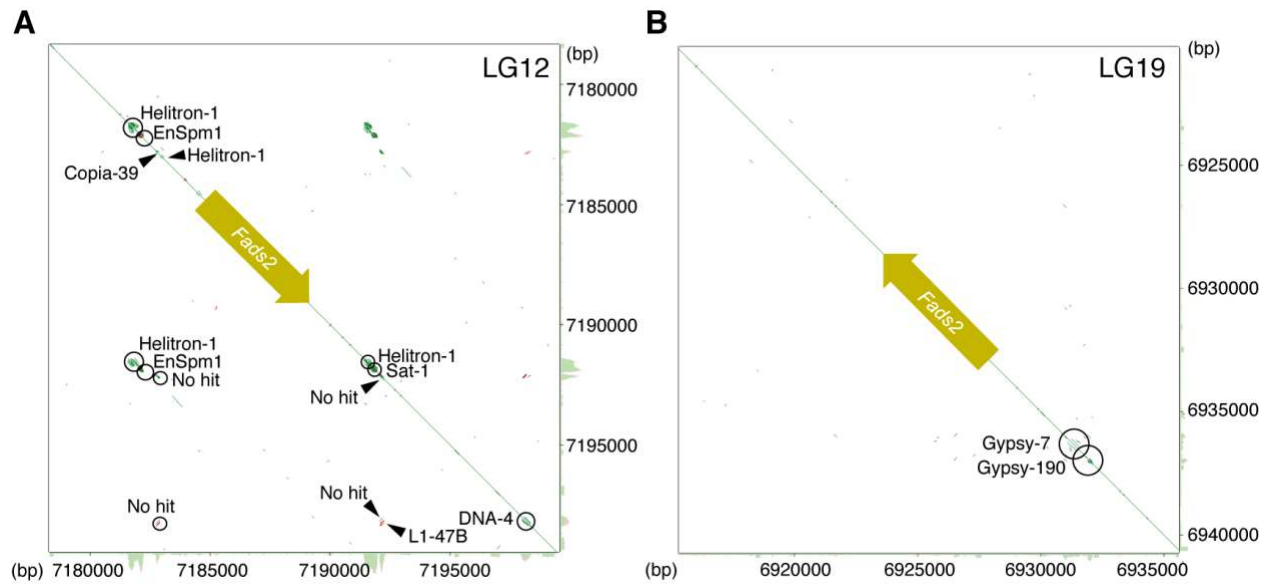 A
B
(bp)
LG12
LG19
(bp)
7180000
Helitron-1
EnSpm1
Helitron-1
Copia-39
6925000
7185000
Fads2
6930000
Fads2
7190000
Helitron-1
EnSpm1
No hit
Helitron-1
Sat-1
No hit
6935000
Gypsy-7
Gypsy-190
7195000
No hit
No hit
L1-47B
DNA-4
6940000
(bp)
7180000
7185000
7190000
7195000
(bp)
6920000
6925000
6930000
6935000